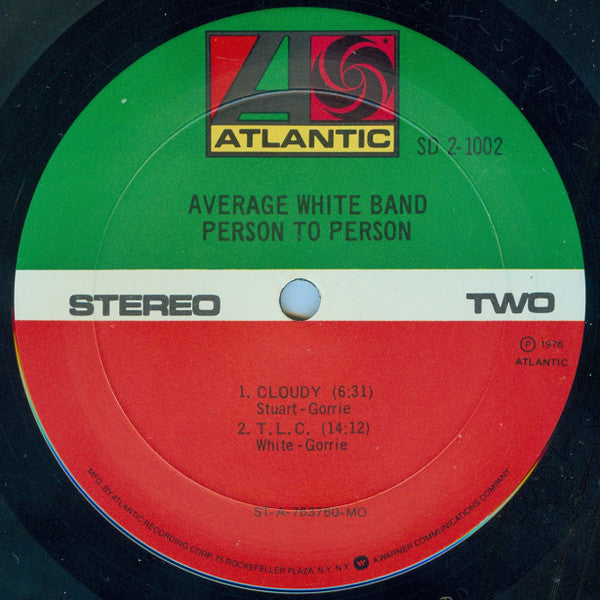 ATLANTIC
SD 2-1002
AVERAGE WHITE BAND
PERSON TO PERSON
STEREO
TWO
Ⓟ 1976
ATLANTIC
1. CLOUDY (6:31)
Stuart-Gorrie
2. T.L.C. (14:12)
White-Gorrie
ST-A-763760-MO
MFG. BY ATLANTIC RECORDING CORP. 75 ROCKEFELLER PLAZA, N.Y., N.Y. A WARNER COMMUNICATIONS COMPANY